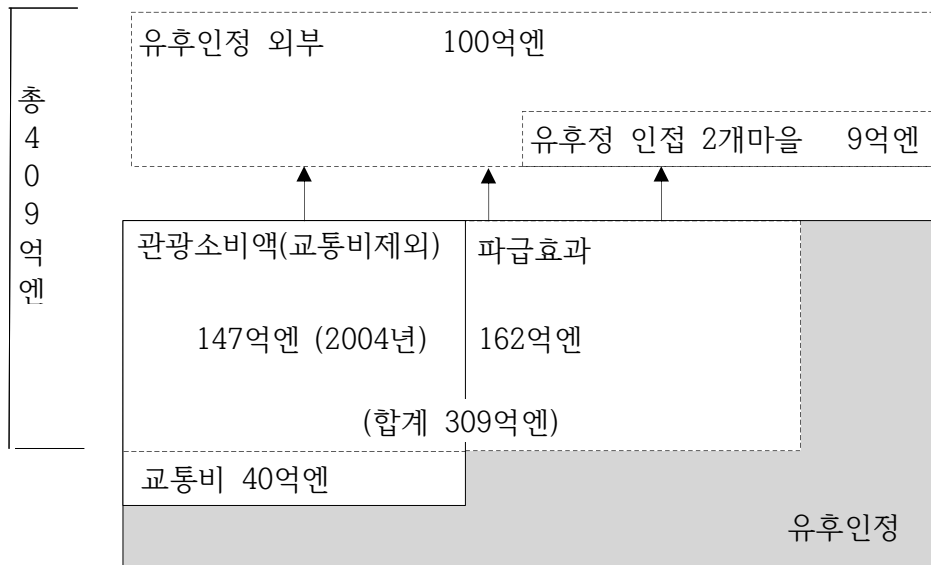 총409억엔
유후인정 외부 100억엔
유후정 인접 2개마을 9억엔
관광소비액(교통비제외)
파급효과
147억엔 (2004년)
162억엔
(합계 309억엔)
교통비 40억엔
유후인정